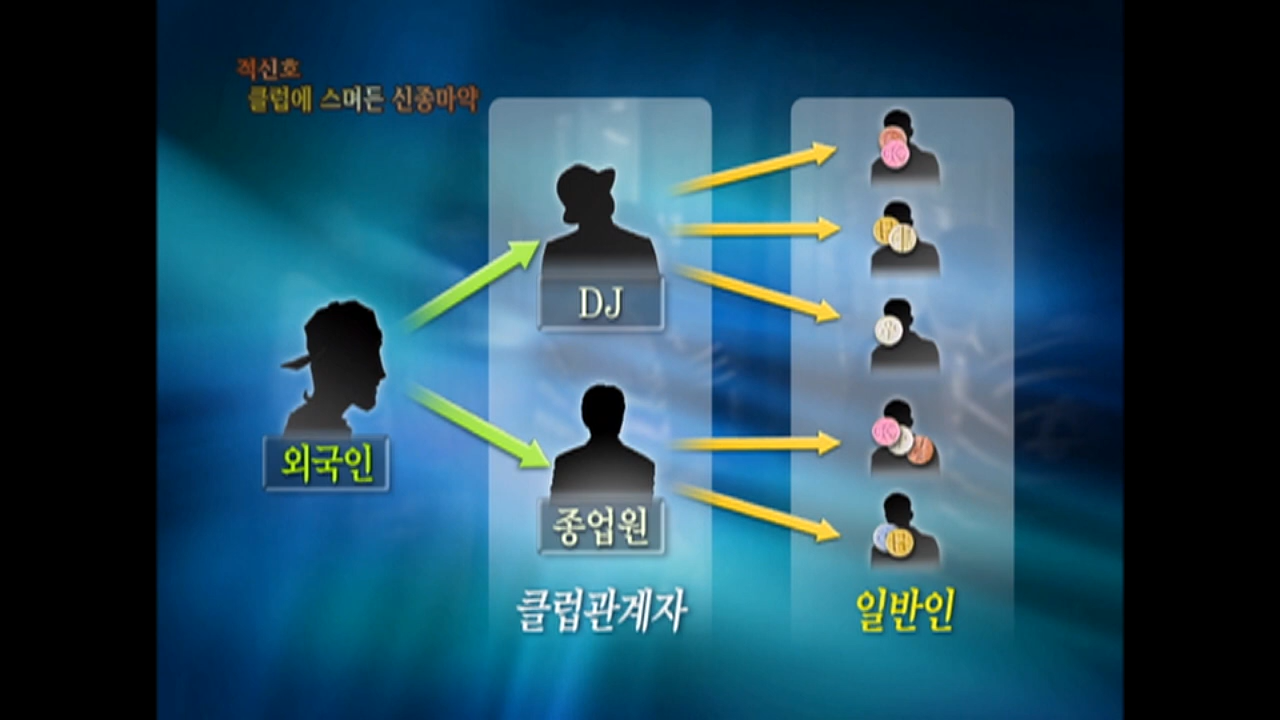 적신호
클럽에 스며든 신종마약
DJ
외국인
종업원
클럽관계자
일반인